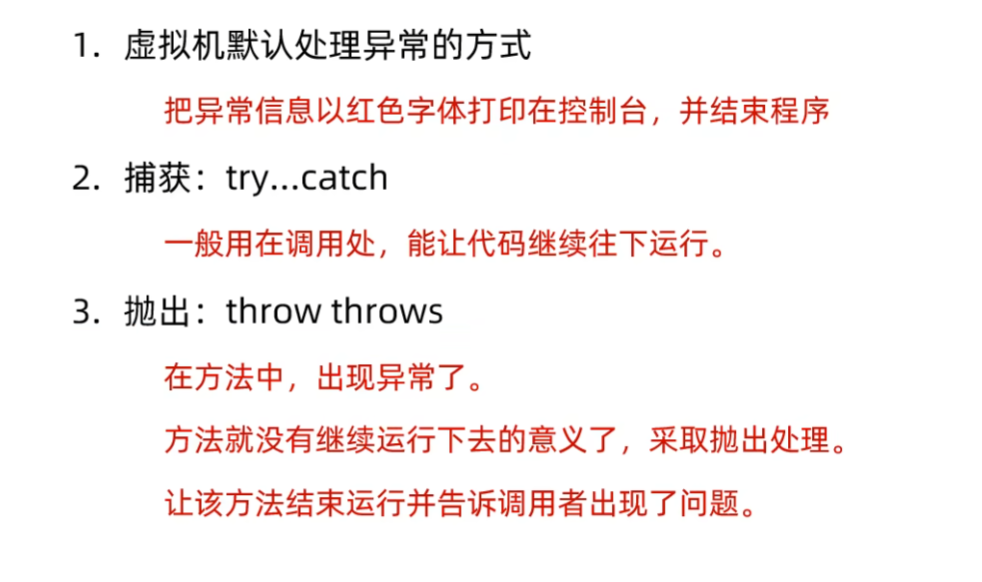 1. 虚拟机默认处理异常的方式
把异常信息以红色字体打印在控制台，并结束程序
2. 捕获：try...catch
一般用在调用处，能让代码继续往下运行。
3. 抛出：throw throws
在方法中，出现异常了。
方法就没有继续运行下去的意义了，采取抛出处理。
让该方法结束运行并告诉调用者出现了问题。